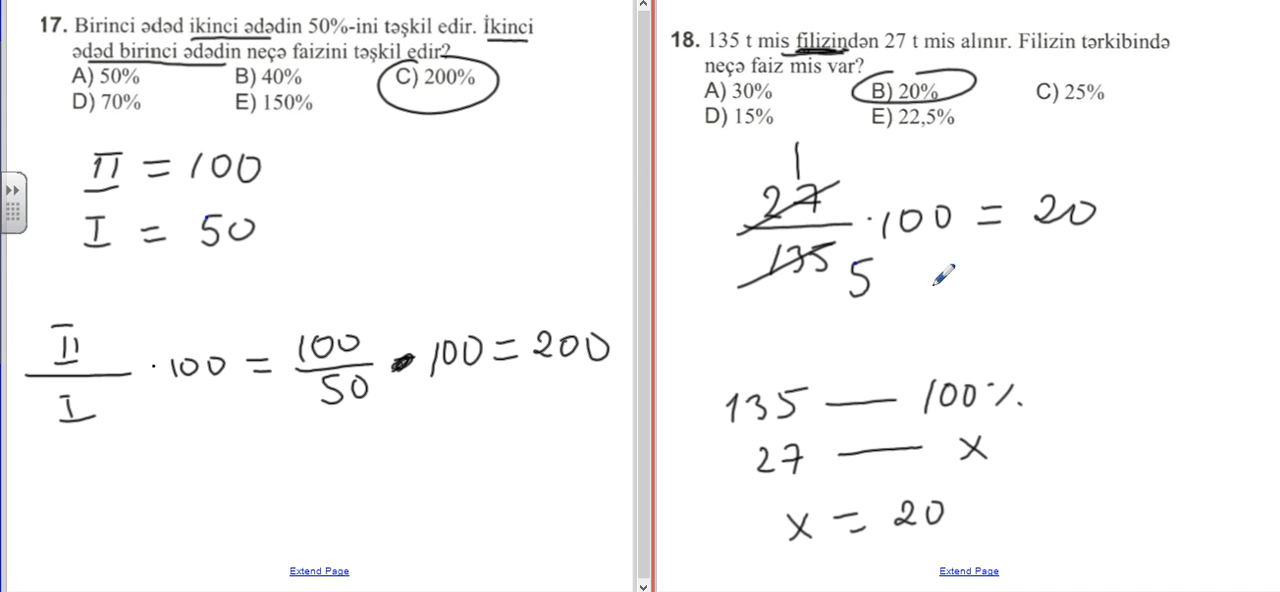 17. Birinci ədəd ikinci ədədin 50%-ini təşkil edir. İkinci
ədəd birinci ədədin neçə faizini təşkil edir?
A) 50% B) 40% C) 200%
D) 70% E) 150%
II = 100
I = 50
II/I · 100 = 100/50 · 100 = 200
Extend Page
18. 135 t mis filizindən 27 t mis alınır. Filizin tərkibində
neçə faiz mis var?
A) 30% B) 20% C) 25%
D) 15% E) 22,5%
1
27/135 · 100 = 20
5
135 — 100%
27 — x
x = 20
Extend Page